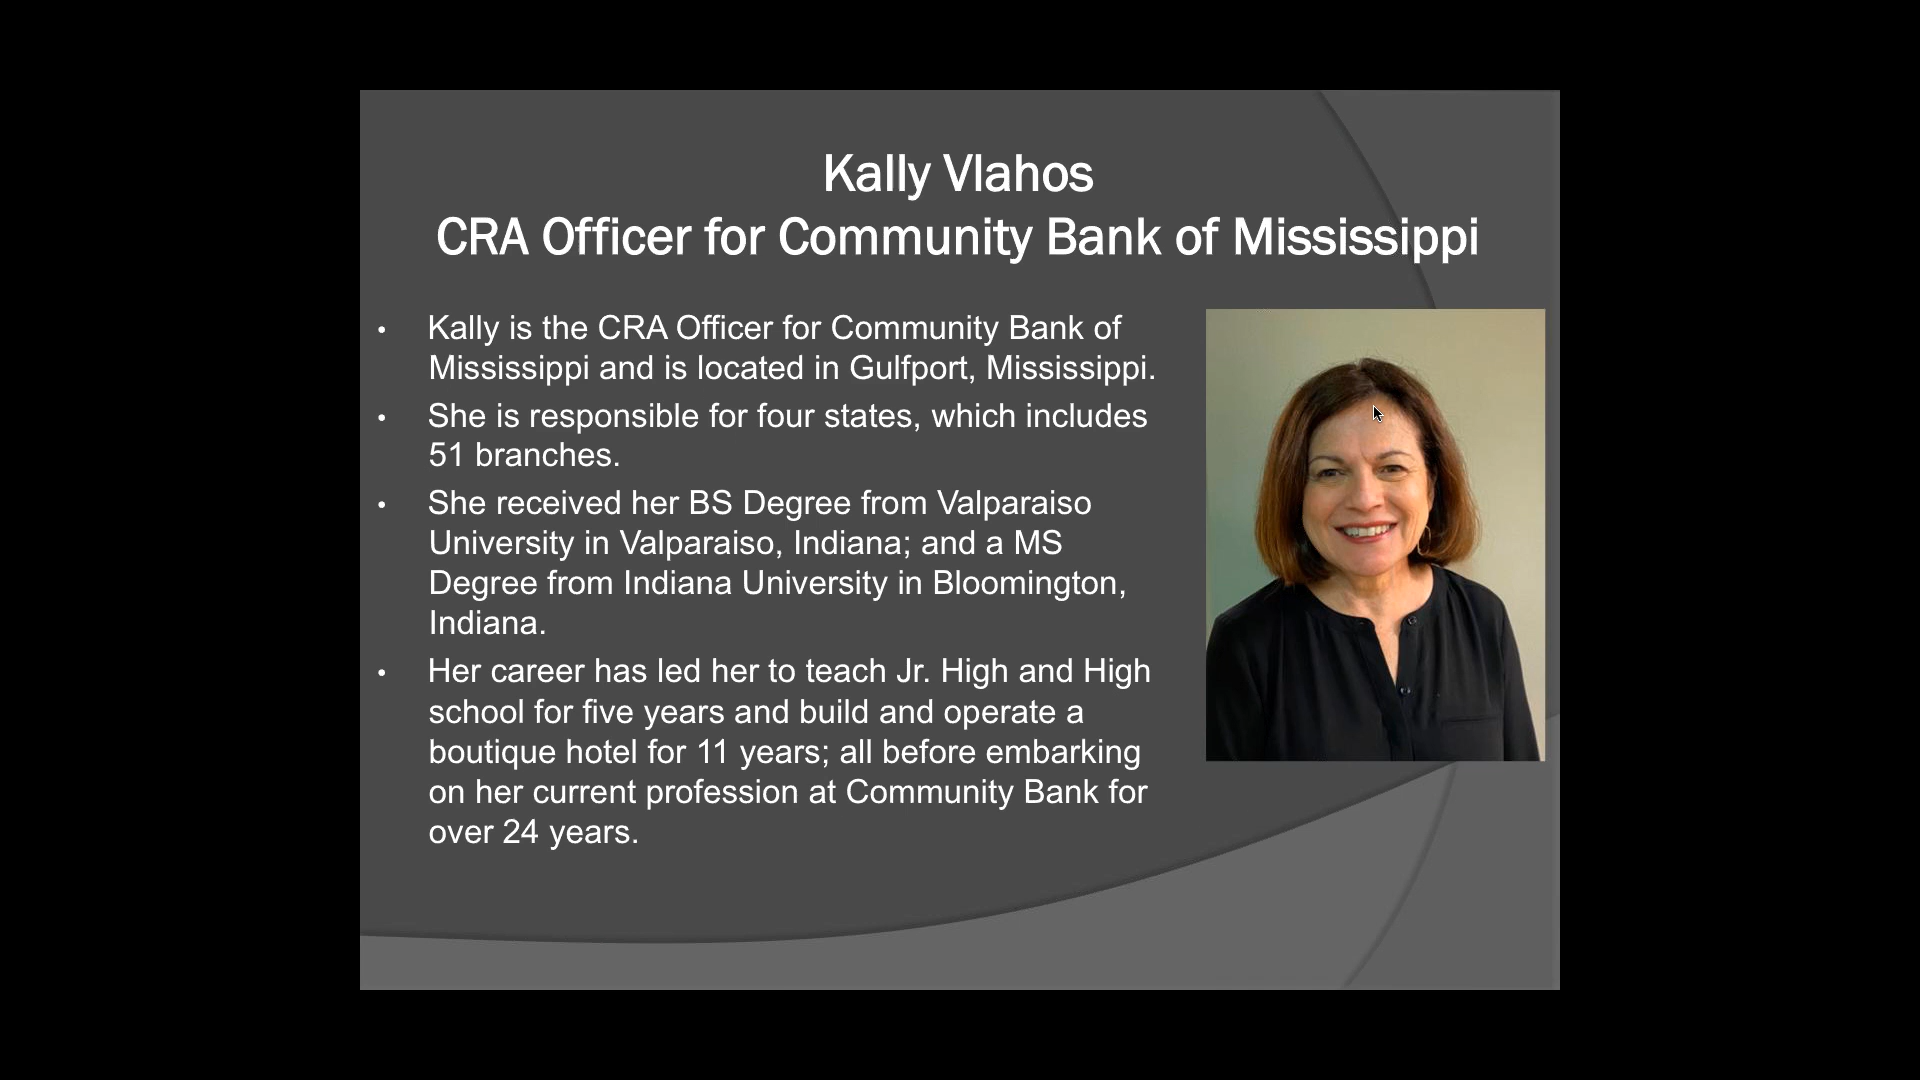 Kally Vlahos
CRA Officer for Community Bank of Mississippi
• Kally is the CRA Officer for Community Bank of
Mississippi and is located in Gulfport, Mississippi.
• She is responsible for four states, which includes
51 branches.
• She received her BS Degree from Valparaiso
University in Valparaiso, Indiana; and a MS
Degree from Indiana University in Bloomington,
Indiana.
• Her career has led her to teach Jr. High and High
school for five years and build and operate a
boutique hotel for 11 years; all before embarking
on her current profession at Community Bank for
over 24 years.